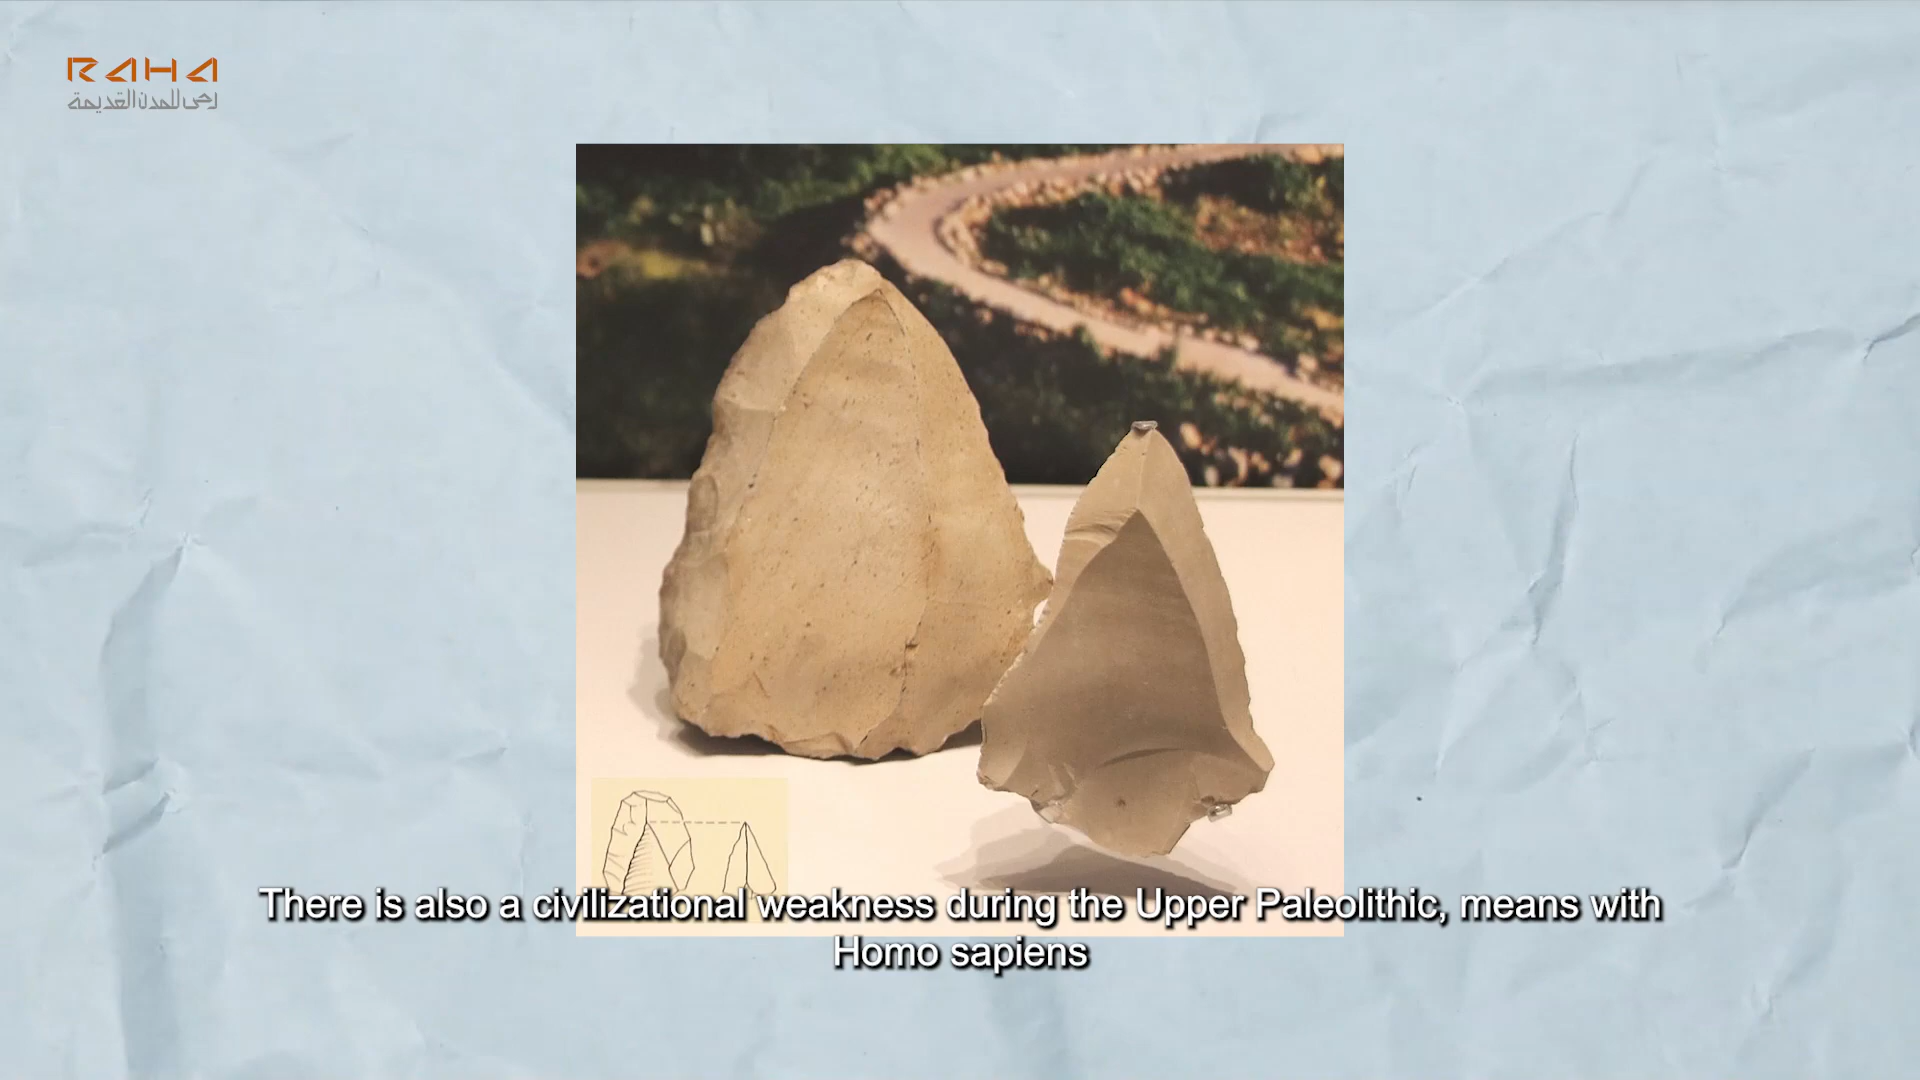 RAHA
رحى للمدن القديمة
There is also a civilizational weakness during the Upper Paleolithic, means with
Homo sapiens